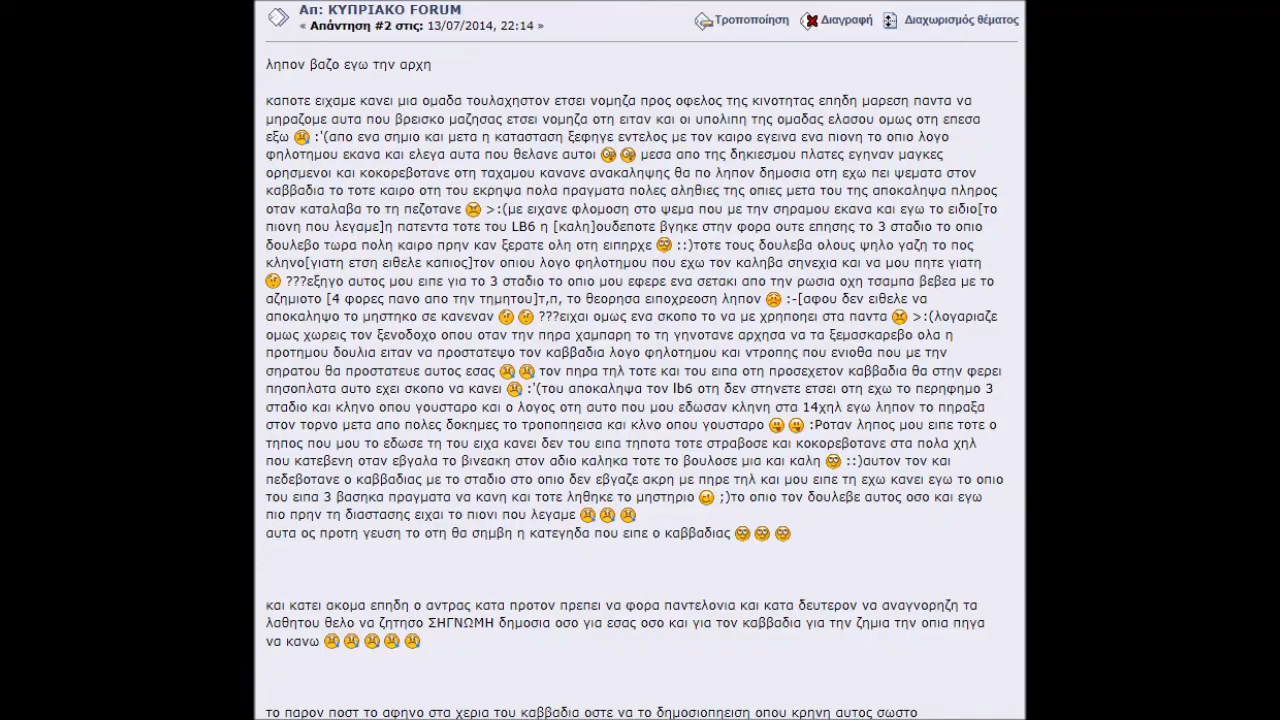 Απ: ΚΥΠΡΙΑΚΟ FORUM
« Απάντηση #2 στις: 13/07/2014, 22:14 »
Τροποποίηση Διαγραφή Διαχωρισμός θέματος
ληπον βαζο εγω την αρχη
καποτε ειχαμε κανει μια ομαδα τουλαχηστον ετσει νομηζα προς οφελος της κινοτητας επηδη μαρεση παντα να
μηραζομε αυτα που βρεισκο μαζησας ετσει νομηζα οτη ειταν και οι υπολιπη της ομαδας ελασου ομως οτη επεσα
εξω :'(απο ενα σημιο και μετα η κατασταση ξεφηγε εντελος με τον καιρο εγεινα ενα πιονη το οπιο λογο
φηλοτημου εκανα και ελεγα αυτα που θελανε αυτοι μεσα απο της δηκιεσμου πλατες εγηναν μαγκες
ορησμενοι και κοκορεβοτανε οτη ταχαμου κανανε ανακαληψης θα πο ληπον δημοσια οτη εχω πει ψεματα στον
καββαδια το τοτε καιρο οτη του εκρηψα πολα πραγματα πολες αληθιες της οπιες μετα του της αποκαληψα πληρος
οταν καταλαβα το τη πεζοτανε >:(με ειχανε φλομοση στο ψεμα που με την σηραμου εκανα και εγω το ειδιο[το
πιονη που λεγαμε]η πατεντα τοτε του LB6 η [καλη]ουδεποτε βγηκε στην φορα ουτε επησης το 3 σταδιο το οπιο
δουλεβο τωρα πολη καιρο πρην καν ξερατε ολη οτη ειπηρχε ::)τοτε τους δουλεβα ολους ψηλο γαζη το πος
κληνο[γιατη ετση ειθελε καπιος]τον οπιου λογο φηλοτημου που εχω τον καληβα σηνεχια και να μου πητε γιατη
???εξηγο αυτος μου ειπε για το 3 σταδιο το οπιο μου εφερε ενα σετακι απο την ρωσια οχη τσαμπα βεβεα με το
αζημιοτο [4 φορες πανο απο την τημητου]τ,π, το θεορησα ειποχρεοση ληπον :-[αφου δεν ειθελε να
αποκαληψο το μηστηκο σε κανεναν ???ειχαι ομως ενα σκοπο το να με χρηποηει στα παντα >:(λογαριαζε
ομως χωρεις τον ξενοδοχο οπου οταν την πηρα χαμπαρη το τη γηνοτανε αρχησα να τα ξεμασκαρεβο ολα η
προτημου δουλια ειταν να προστατεψο τον καββαδια λογο φηλοτημου και ντροπης που ενιοθα που με την
σηρατου θα προστατευε αυτος εσας τον πηρα τηλ τοτε και του ειπα οτη προσεχετον καββαδια θα στην φερει
πησοπλατα αυτο εχει σκοπο να κανει :'(του αποκαληψα τον lb6 οτη δεν στηνετε ετσει οτη εχω το περηφημο 3
σταδιο και κληνο οπου γουσταρο και ο λογος οτη αυτο που μου εδωσαν κληνη στα 14χηλ εγω ληπον το πηραξα
στον τορνο μετα απο πολες δοκημες το τροποπηεισα και κλνο οπου γουσταρο :Ροταν ληπος μου ειπε τοτε ο
τηπος που μου το εδωσε τη του ειχα κανει δεν του ειπα τηποτα τοτε στραβοσε και κοκορεβοτανε στα πολα χηλ
που κατεβενη οταν εβγαλα το βινεακη στον αδιο καληκα τοτε το βουλοσε μια και καλη ::)αυτον τον και
πεδεβοτανε ο καββαδιας με το σταδιο στο οπιο δεν εβγαζε ακρη με πηρε τηλ και μου ειπε τη εχω κανει εγω το οπιο
του ειπα 3 βασηκα πραγματα να κανη και τοτε ληθηκε το μηστηριο ;)το οπιο τον δουλεβε αυτος οσο και εγω
πιο πρην τη διαστασης ειχαι το πιονι που λεγαμε
αυτα ος προτη γευση το οτη θα σημβη η κατεγηδα που ειπε ο καββαδιας
και κατει ακομα επηδη ο αντρας κατα προτον πρεπει να φορα παντελονια και κατα δευτερον να αναγνορηζη τα
λαθητου θελο να ζητησο ΣΗΓΝΩΜΗ δημοσια οσο για εσας οσο και για τον καββαδια για την ζημια την οπια πηγα
να κανω
το παρον ποστ το αφηνο στα χερια του καββαδια οστε να το δημοσιοπηειση οπου κρηνη αυτος σωστο